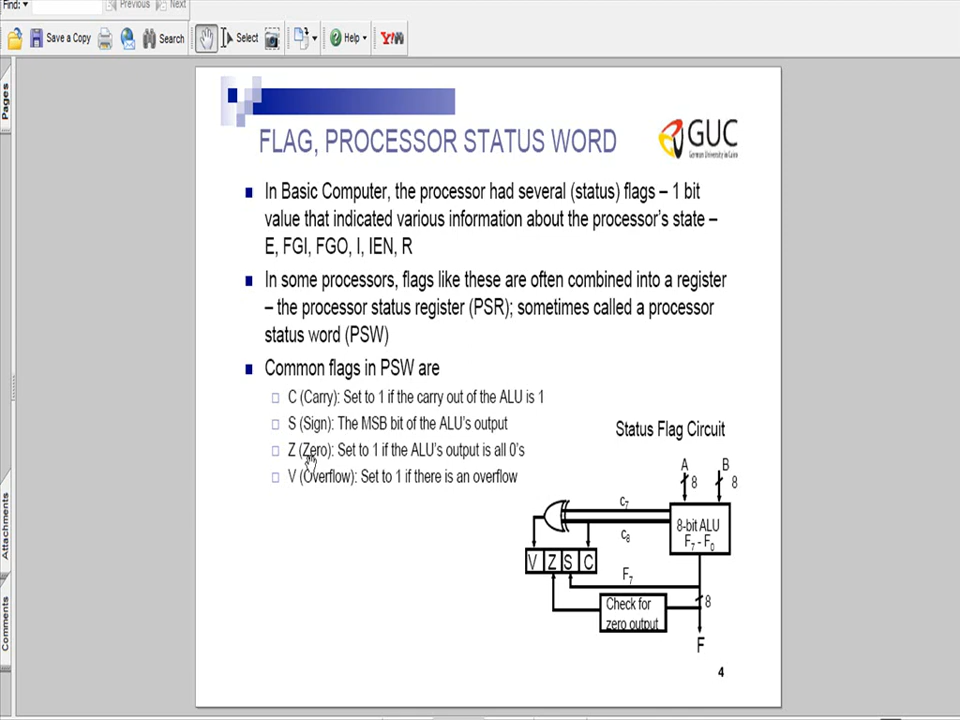 Find:
Previous
Next
Save a Copy
Search
Select
Help
Y!
Pages
Attachments
Comments
FLAG, PROCESSOR STATUS WORD
GUC
German University in Cairo
In Basic Computer, the processor had several (status) flags – 1 bit
value that indicated various information about the processor's state –
E, FGI, FGO, I, IEN, R
In some processors, flags like these are often combined into a register
– the processor status register (PSR); sometimes called a processor
status word (PSW)
Common flags in PSW are
C (Carry): Set to 1 if the carry out of the ALU is 1
S (Sign): The MSB bit of the ALU's output
Z (Zero): Set to 1 if the ALU's output is all 0's
V (Overflow): Set to 1 if there is an overflow
Status Flag Circuit
A B
8 8
c7
c8
8-bit ALU
F7 - F0
V Z S C
F7
Check for
zero output
8
F
4